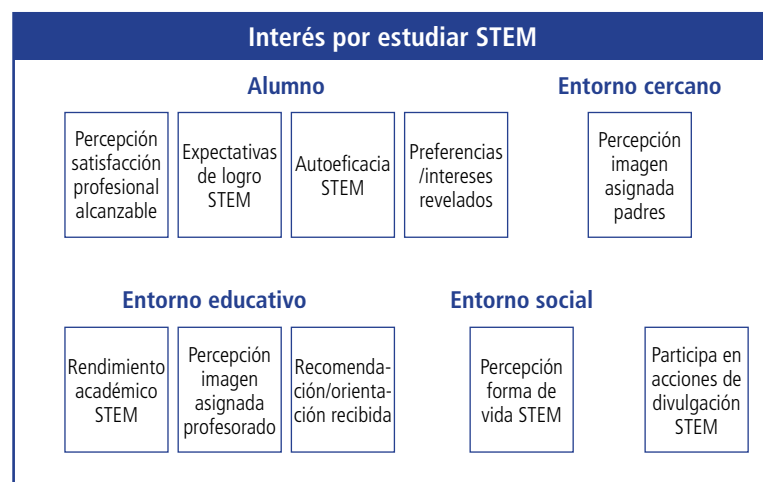 Interés por estudiar STEM
Alumno
Percepción
satisfacción
profesional
alcanzable
Expectativas
de logro
STEM
Autoeficacia
STEM
Preferencias
/intereses
revelados
Entorno cercano
Percepción
imagen
asignada
padres
Entorno educativo
Rendimiento
académico
STEM
Percepción
imagen
asignada
profesorado
Recomenda-
ción/orienta-
ción recibida
Entorno social
Percepción
forma de
vida STEM
Participa en
acciones de
divulgación
STEM